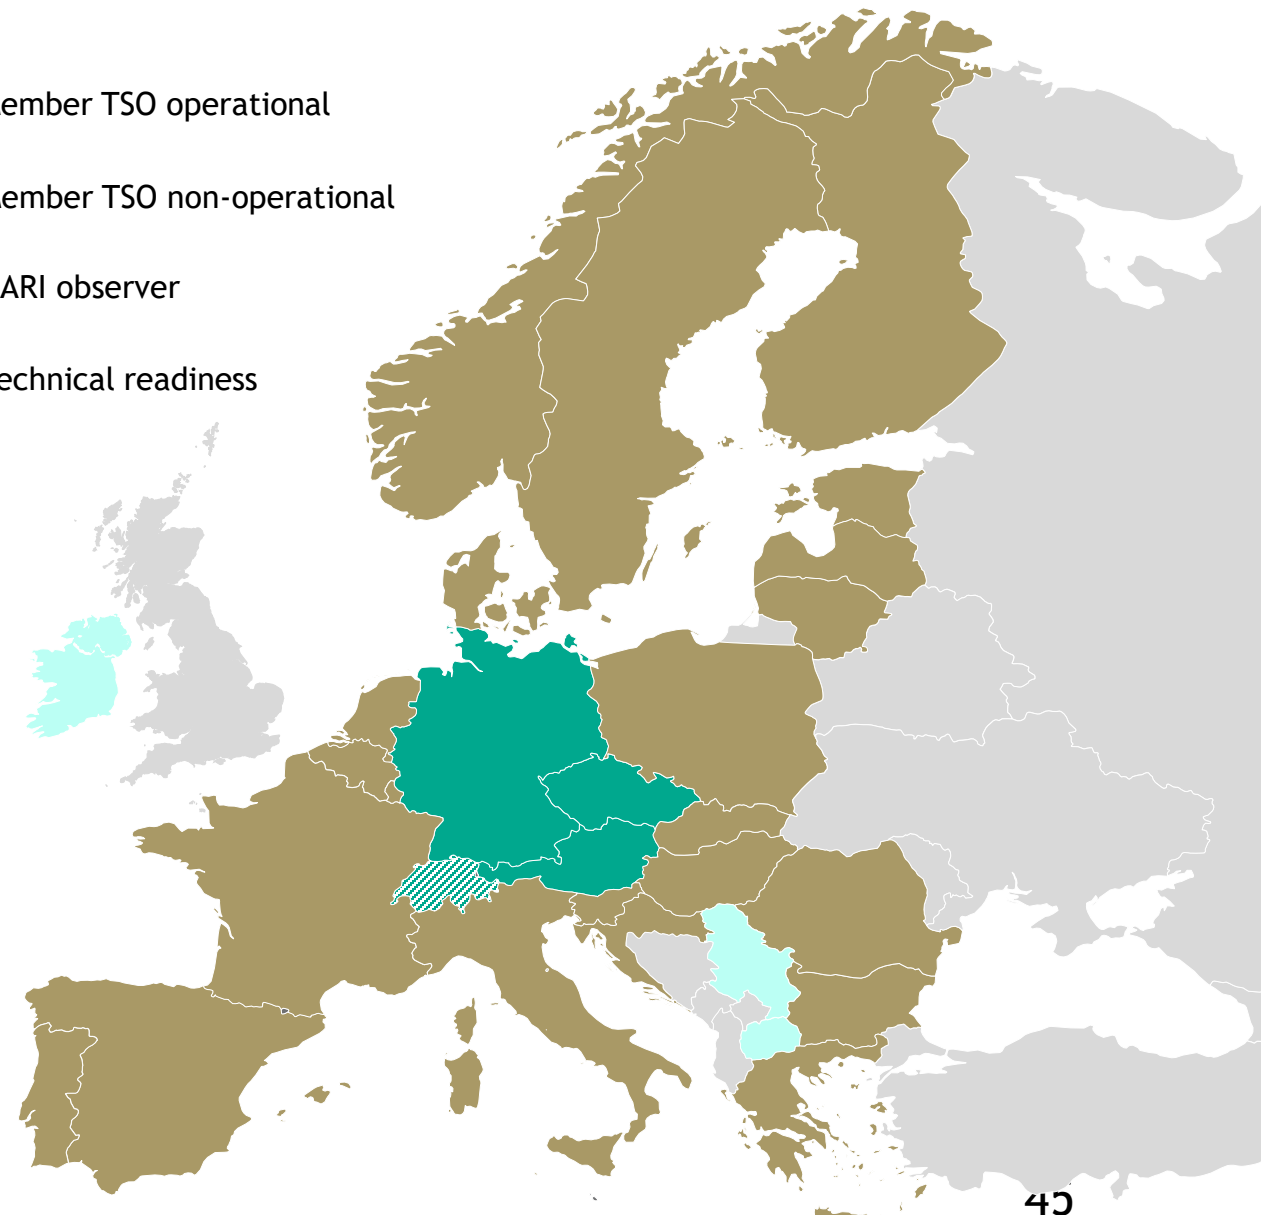 ember TSO operational
ember TSO non-operational
ARI observer
echnical readiness
45